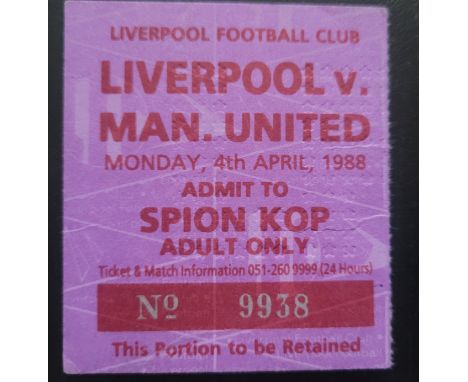 LIVERPOOL FOOTBALL CLUB
LIVERPOOL v.
MAN. UNITED
MONDAY, 4th APRIL, 1988
ADMIT TO
SPION KOP
ADULT ONLY
Ticket & Match Information 051-260 9999 (24 Hours)
Nº 9938
This Portion to be Retained